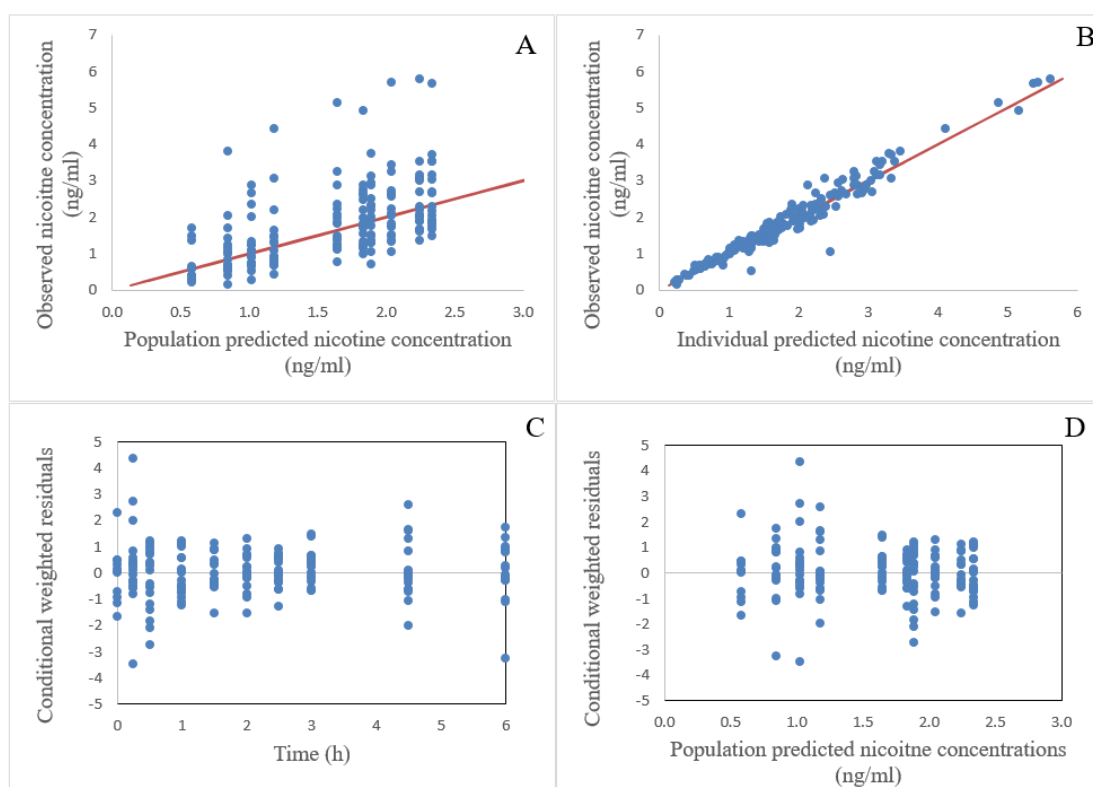 A
Observed nicoitne concentration
(ng/ml)
7
6
5
4
3
2
1
0
0.0 0.5 1.0 1.5 2.0 2.5 3.0
Population predicted nicotine concentration
(ng/ml)
B
Observed nicoitne concentration
(ng/ml)
7
6
5
4
3
2
1
0
0 1 2 3 4 5 6
Individual predicted nicotine concentration
(ng/ml)
C
Conditional weighted residuals
5
4
3
2
1
0
-1
-2
-3
-4
-5
0 1 2 3 4 5 6
Time (h)
D
Conditional weighted residuals
5
4
3
2
1
0
-1
-2
-3
-4
-5
0.0 0.5 1.0 1.5 2.0 2.5 3.0
Population predicted nicoitne concentrations
(ng/ml)